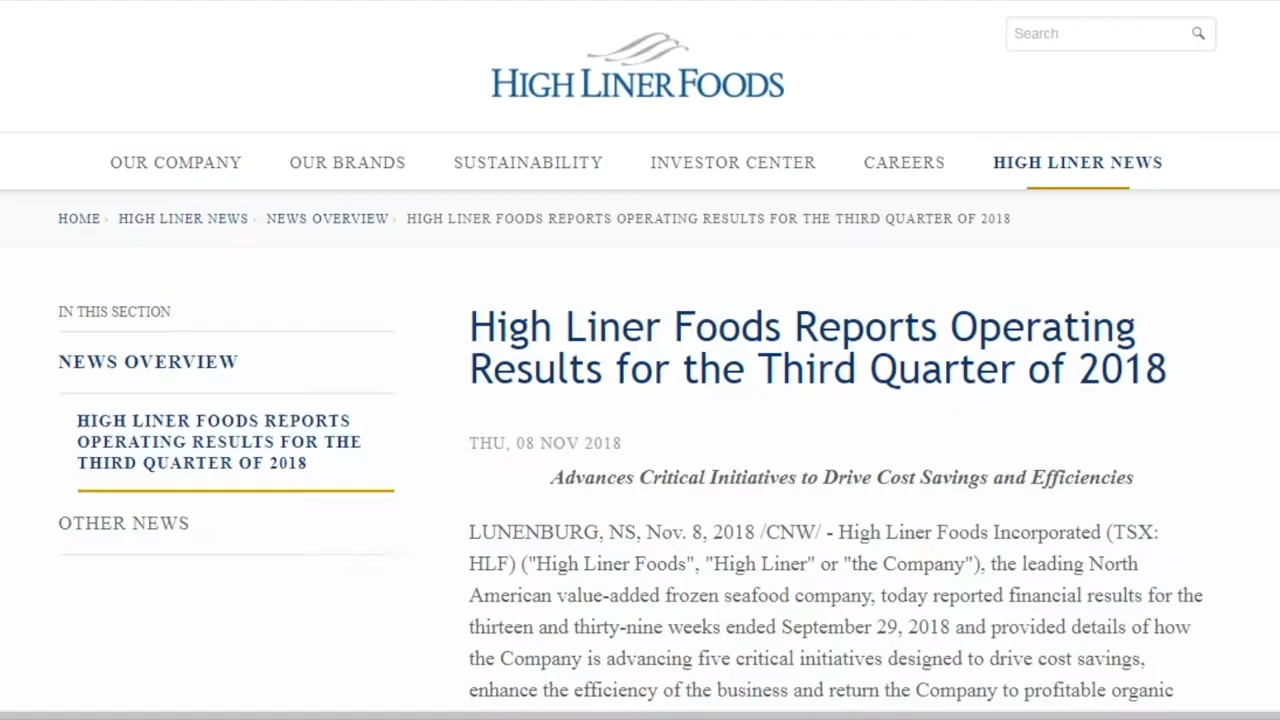 Search
HIGH LINER FOODS
OUR COMPANY OUR BRANDS SUSTAINABILITY INVESTOR CENTER CAREERS HIGH LINER NEWS
HOME › HIGH LINER NEWS › NEWS OVERVIEW › HIGH LINER FOODS REPORTS OPERATING RESULTS FOR THE THIRD QUARTER OF 2018
IN THIS SECTION
NEWS OVERVIEW
HIGH LINER FOODS REPORTS
OPERATING RESULTS FOR THE
THIRD QUARTER OF 2018
OTHER NEWS
High Liner Foods Reports Operating
Results for the Third Quarter of 2018
THU, 08 NOV 2018
Advances Critical Initiatives to Drive Cost Savings and Efficiencies
LUNENBURG, NS, Nov. 8, 2018 /CNW/ - High Liner Foods Incorporated (TSX:
HLF) ("High Liner Foods", "High Liner" or "the Company"), the leading North
American value-added frozen seafood company, today reported financial results for the
thirteen and thirty-nine weeks ended September 29, 2018 and provided details of how
the Company is advancing five critical initiatives designed to drive cost savings,
enhance the efficiency of the business and return the Company to profitable organic